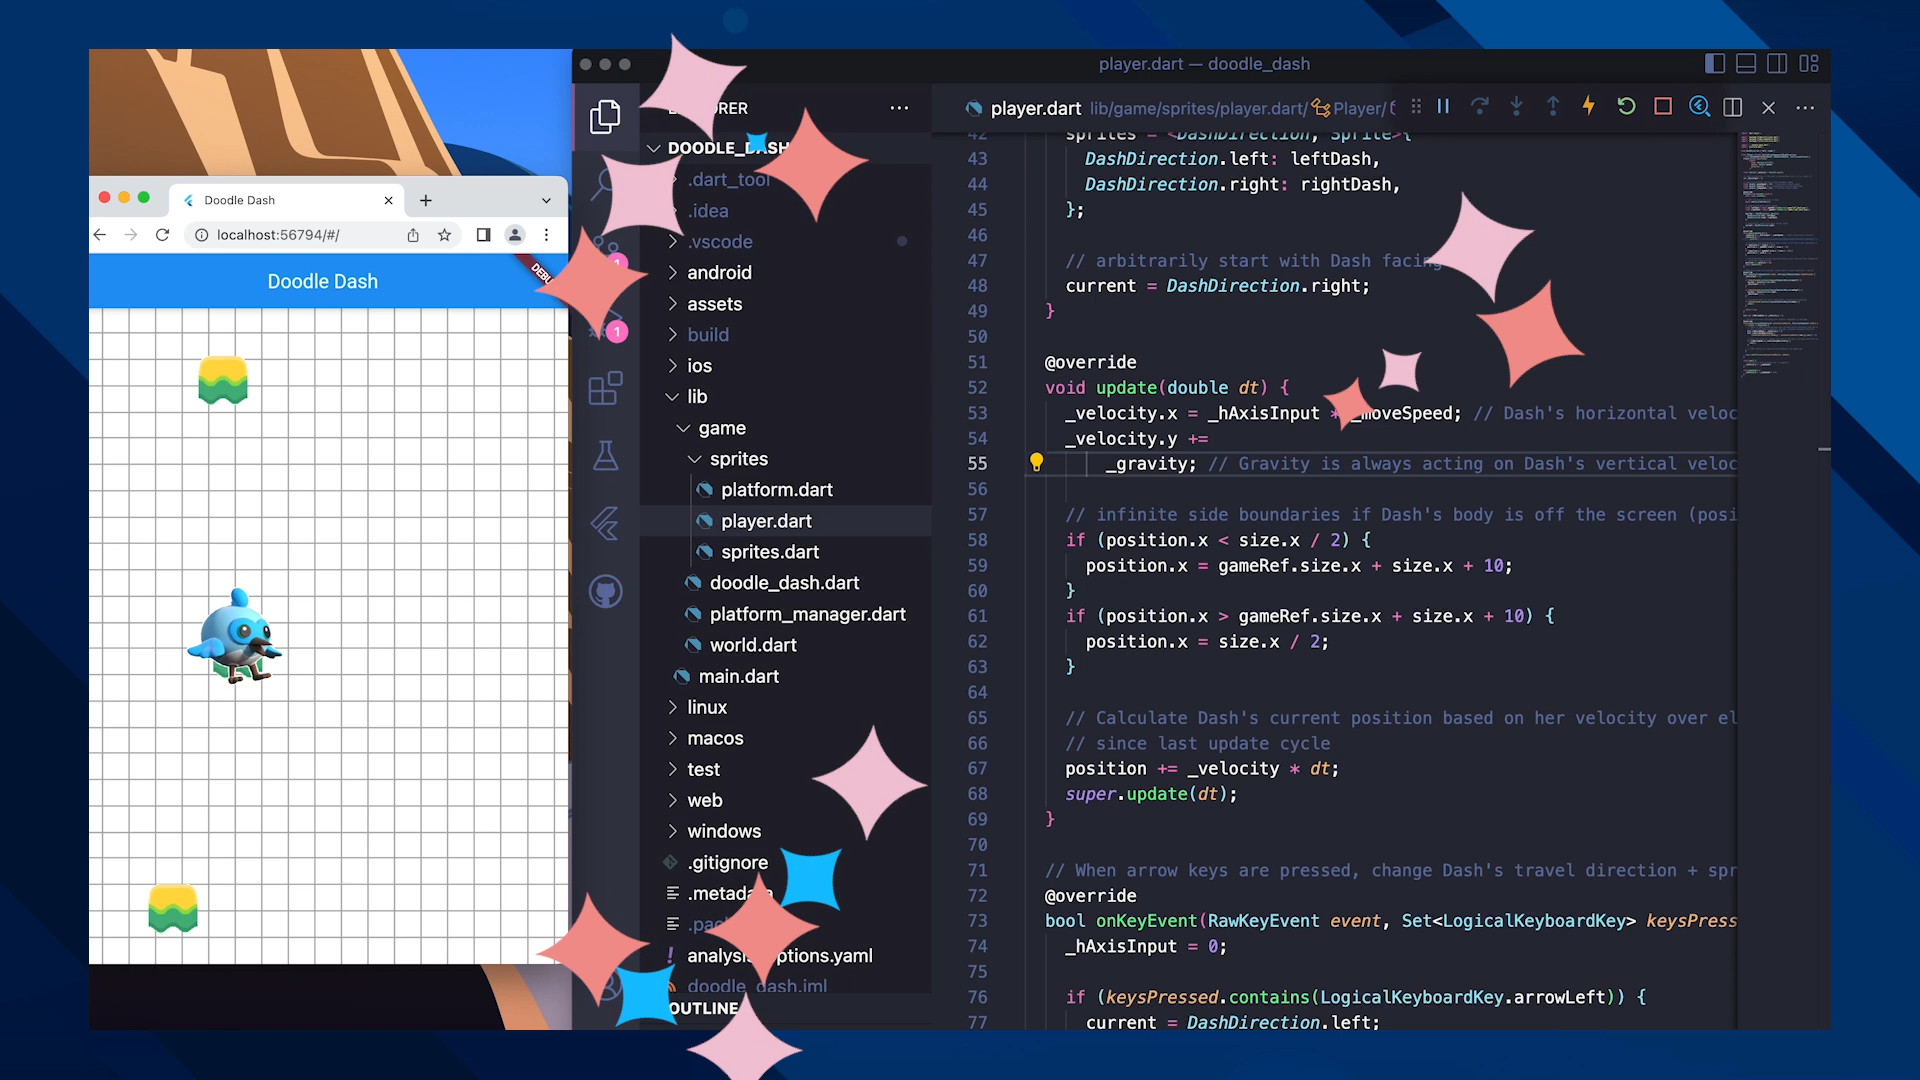 player.dart — doodle_dash
Doodle Dash
localhost:56794/#/
Doodle Dash
DOODLE_DASH
.dart_tool
.idea
.vscode
android
assets
build
ios
lib
game
sprites
platform.dart
player.dart
sprites.dart
doodle_dash.dart
platform_manager.dart
world.dart
main.dart
linux
macos
test
web
windows
.gitignore
doodle_dash.iml
OUTLINE
1
player.dart lib/game/sprites/player.dart/ Player/
42 sprites = <DashDirection, Sprite>{
43 DashDirection.left: leftDash,
44 DashDirection.right: rightDash,
45 };
46
47 // arbitrarily start with Dash facing
48 current = DashDirection.right;
49 }
50
51 @override
52 void update(double dt) {
53 _velocity.x = _hAxisInput * _moveSpeed; // Dash's horizontal veloc
54 _velocity.y +=
55 _gravity; // Gravity is always acting on Dash's vertical veloc
56
57 // infinite side boundaries if Dash's body is off the screen (posi
58 if (position.x < size.x / 2) {
59 position.x = gameRef.size.x + size.x + 10;
60 }
61 if (position.x > gameRef.size.x + size.x + 10) {
62 position.x = size.x / 2;
63 }
64
65 // Calculate Dash's current position based on her velocity over el
66 // since last update cycle
67 position += _velocity * dt;
68 super.update(dt);
69 }
70
71 // When arrow keys are pressed, change Dash's travel direction + spr
72 @override
73 bool onKeyEvent(RawKeyEvent event, Set<LogicalKeyboardKey> keysPress
74 _hAxisInput = 0;
75
76 if (keysPressed.contains(LogicalKeyboardKey.arrowLeft)) {
77 current = DashDirection.left;